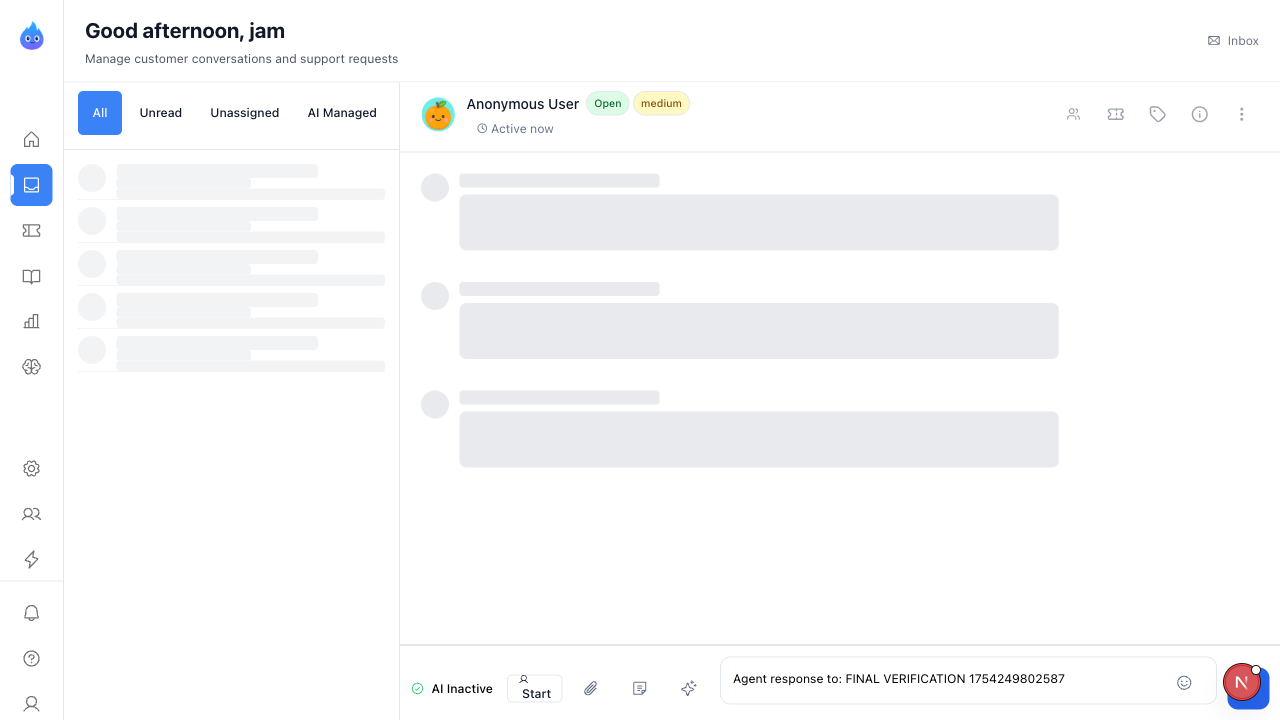 Good afternoon, jam
Manage customer conversations and support requests
Inbox
All
Unread
Unassigned
AI Managed
Anonymous User
Open
medium
Active now
AI Inactive
Start
Agent response to: FINAL VERIFICATION 1754249802587
N